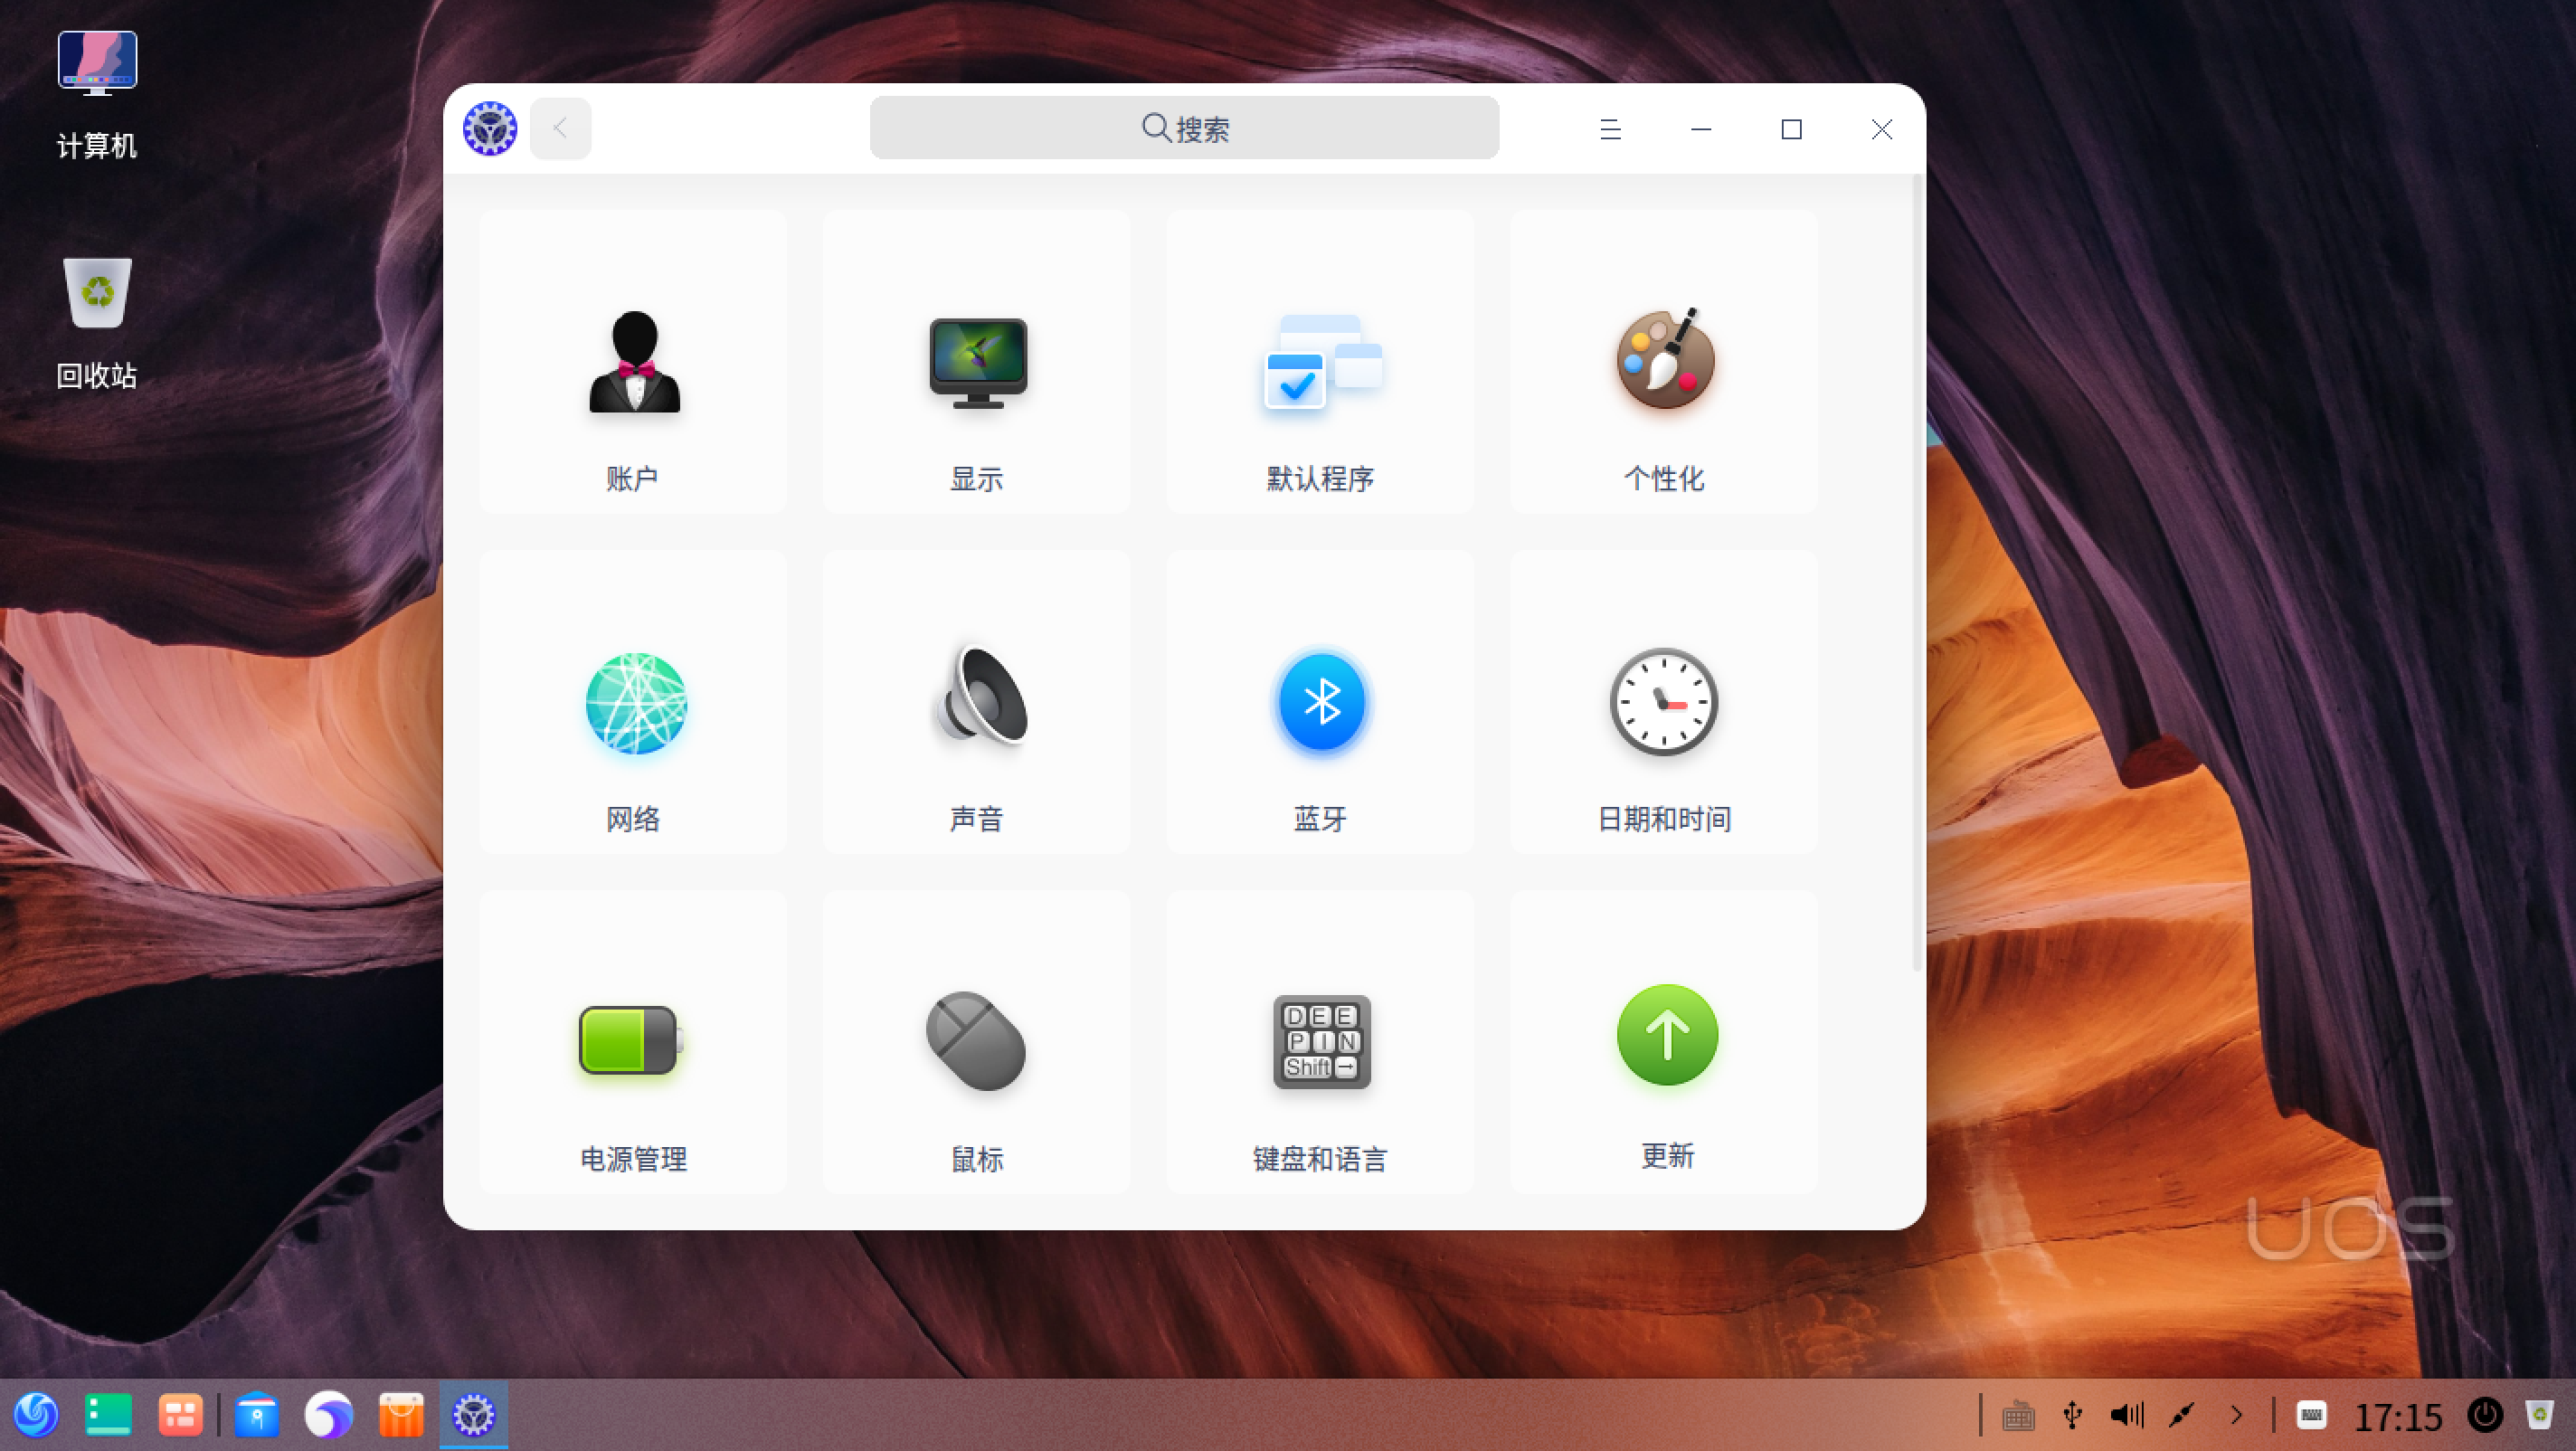 计算机
回收站
搜索
账户
显示
默认程序
个性化
网络
声音
蓝牙
日期和时间
DEE
PIN
Shift→
电源管理
鼠标
键盘和语言
更新
UOS
17:15